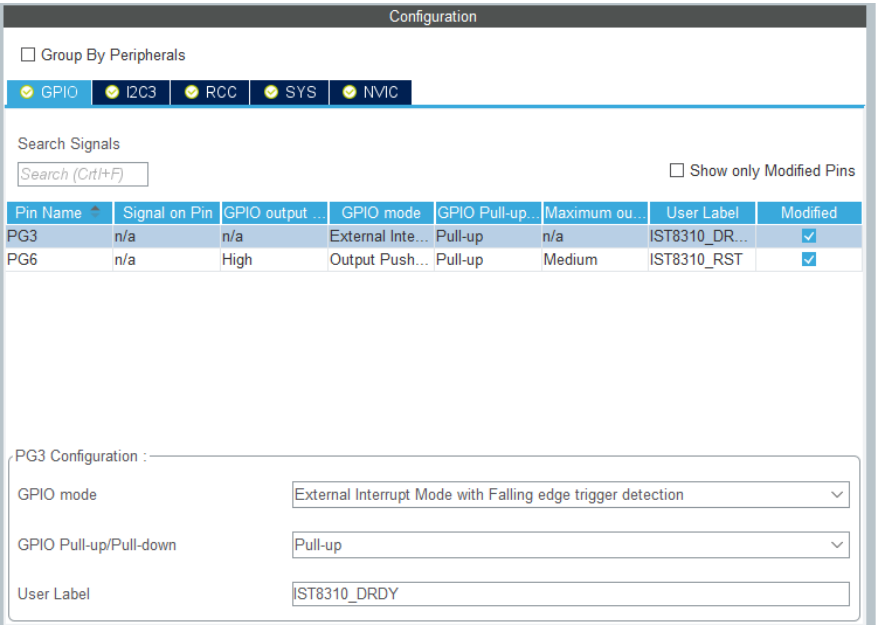 Configuration
Group By Peripherals
GPIO I2C3 RCC SYS NVIC
Search Signals
Search (Crtl+F)
Show only Modified Pins
Pin Name Signal on Pin GPIO output ... GPIO mode GPIO Pull-up... Maximum ou... User Label Modified
PG3 n/a n/a External Inte... Pull-up n/a IST8310_DR...
PG6 n/a High Output Push... Pull-up Medium IST8310_RST
PG3 Configuration :
GPIO mode External Interrupt Mode with Falling edge trigger detection
GPIO Pull-up/Pull-down Pull-up
User Label IST8310_DRDY